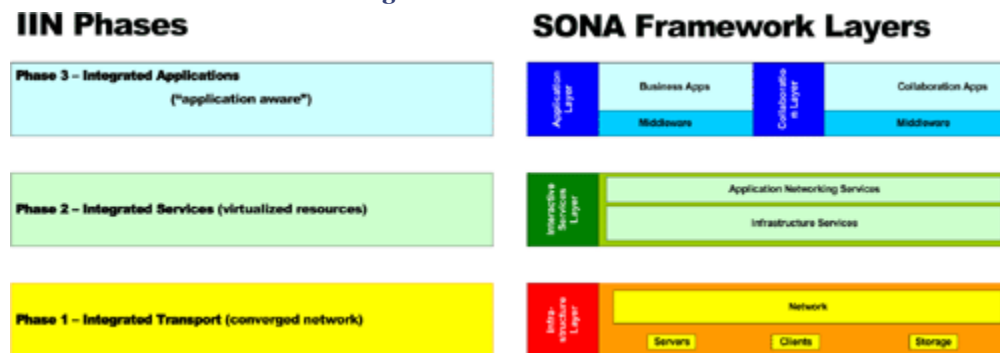 IIN Phases
SONA Framework Layers
Phase 3 – Integrated Applications
("application aware")
Application
Layer
Business Apps
Middleware
Collaboratio
n Layer
Collaboration Apps
Middleware
Phase 2 – Integrated Services (virtualized resources)
Interactive
Services
Layer
Application Networking Services
Infrastructure Services
Phase 1 – Integrated Transport (converged network)
Infra-
structure
Layer
Network
Servers
Clients
Storage